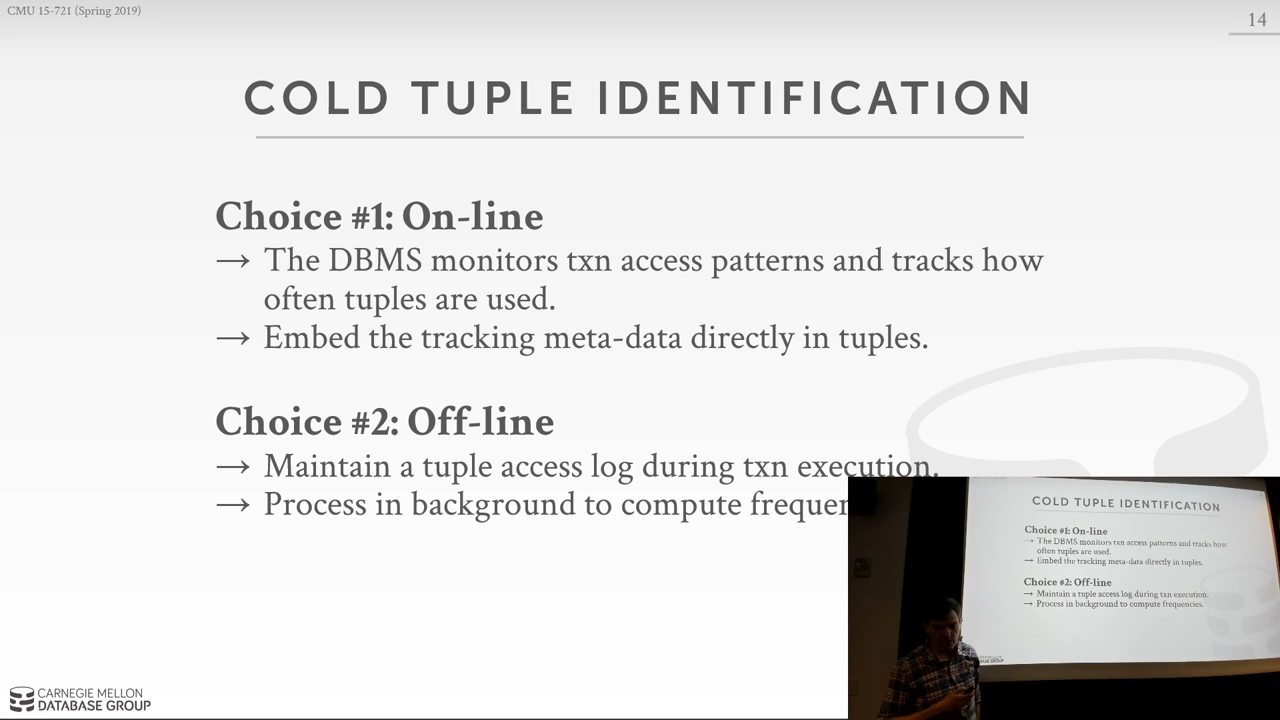 CMU 15-721 (Spring 2019)
14
COLD TUPLE IDENTIFICATION
Choice #1: On-line
→ The DBMS monitors txn access patterns and tracks how
often tuples are used.
→ Embed the tracking meta-data directly in tuples.
Choice #2: Off-line
→ Maintain a tuple access log during txn execution.
→ Process in background to compute frequen
COLD TUPLE IDENTIFICATION
Choice #1: On-line
→ The DBMS monitors txn access patterns and tracks how
often tuples are used.
→ Embed the tracking meta-data directly in tuples.
Choice #2: Off-line
→ Maintain a tuple access log during txn execution.
→ Process in background to compute frequencies.
CARNEGIE MELLON
DATABASE GROUP